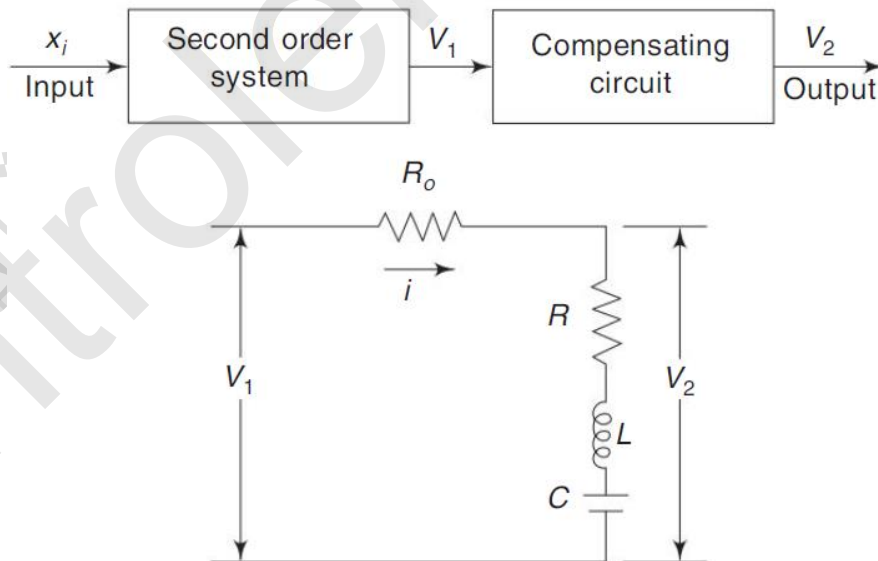 x_i
Input
Second order
system
V_1
Compensating
circuit
V_2
Output
R_o
i
R
V_1
V_2
L
C